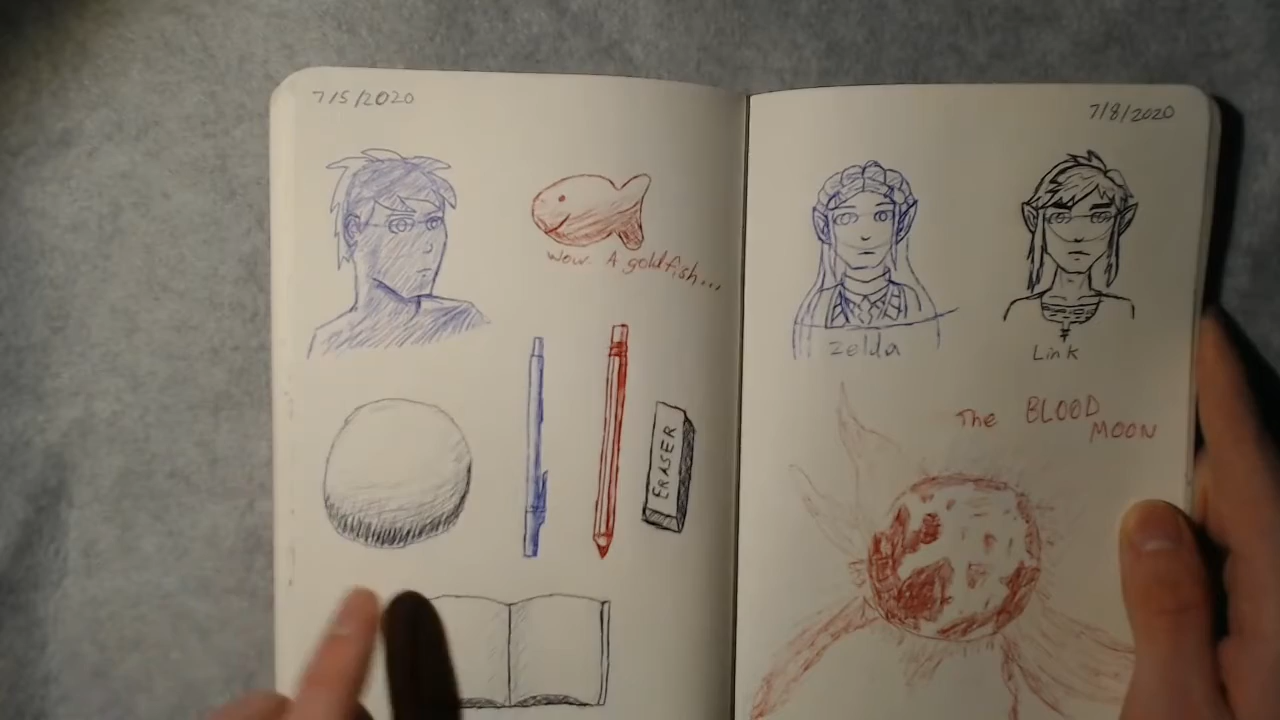 7/5/2020
Wow. A goldfish...
ERASER
7/8/2020
Zelda
Link
The BLOOD
MOON